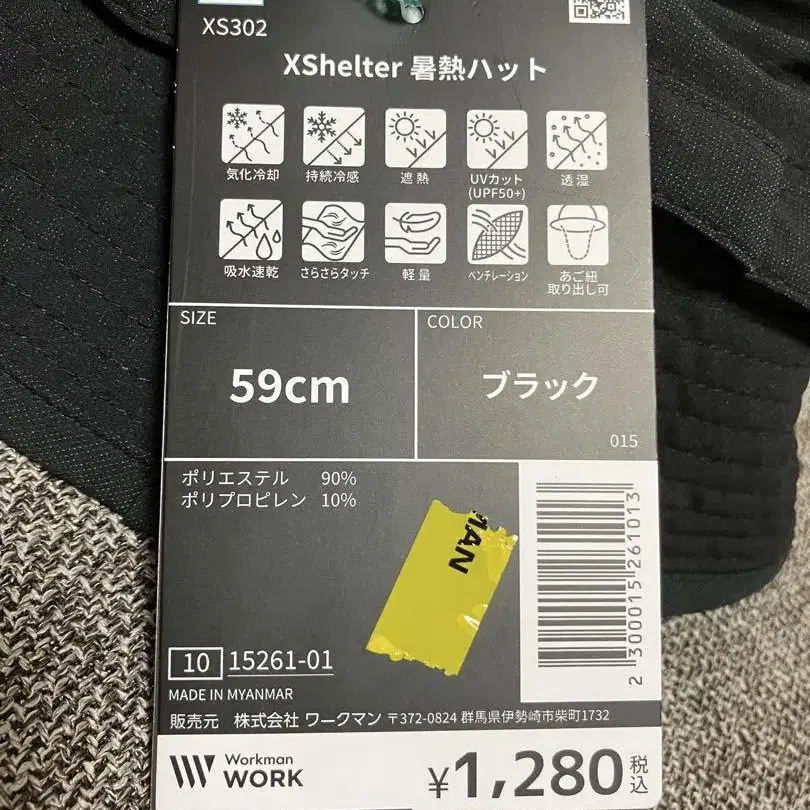 XS302
XShelter 暑熱ハット
気化冷却
持続冷感
遮熱
UVカット
(UPF50+)
透湿
吸水速乾
さらさらタッチ
軽量
ベンチレーション
あご紐
取り出し可
SIZE
59cm
COLOR
ブラック
015
ポリエステル 90%
ポリプロピレン 10%
MAN
2300015261013
10 15261-01
MADE IN MYANMAR
販売元 株式会社 ワークマン 〒372-0824 群馬県伊勢崎市柴町1732
Workman
WORK
¥1,280税込